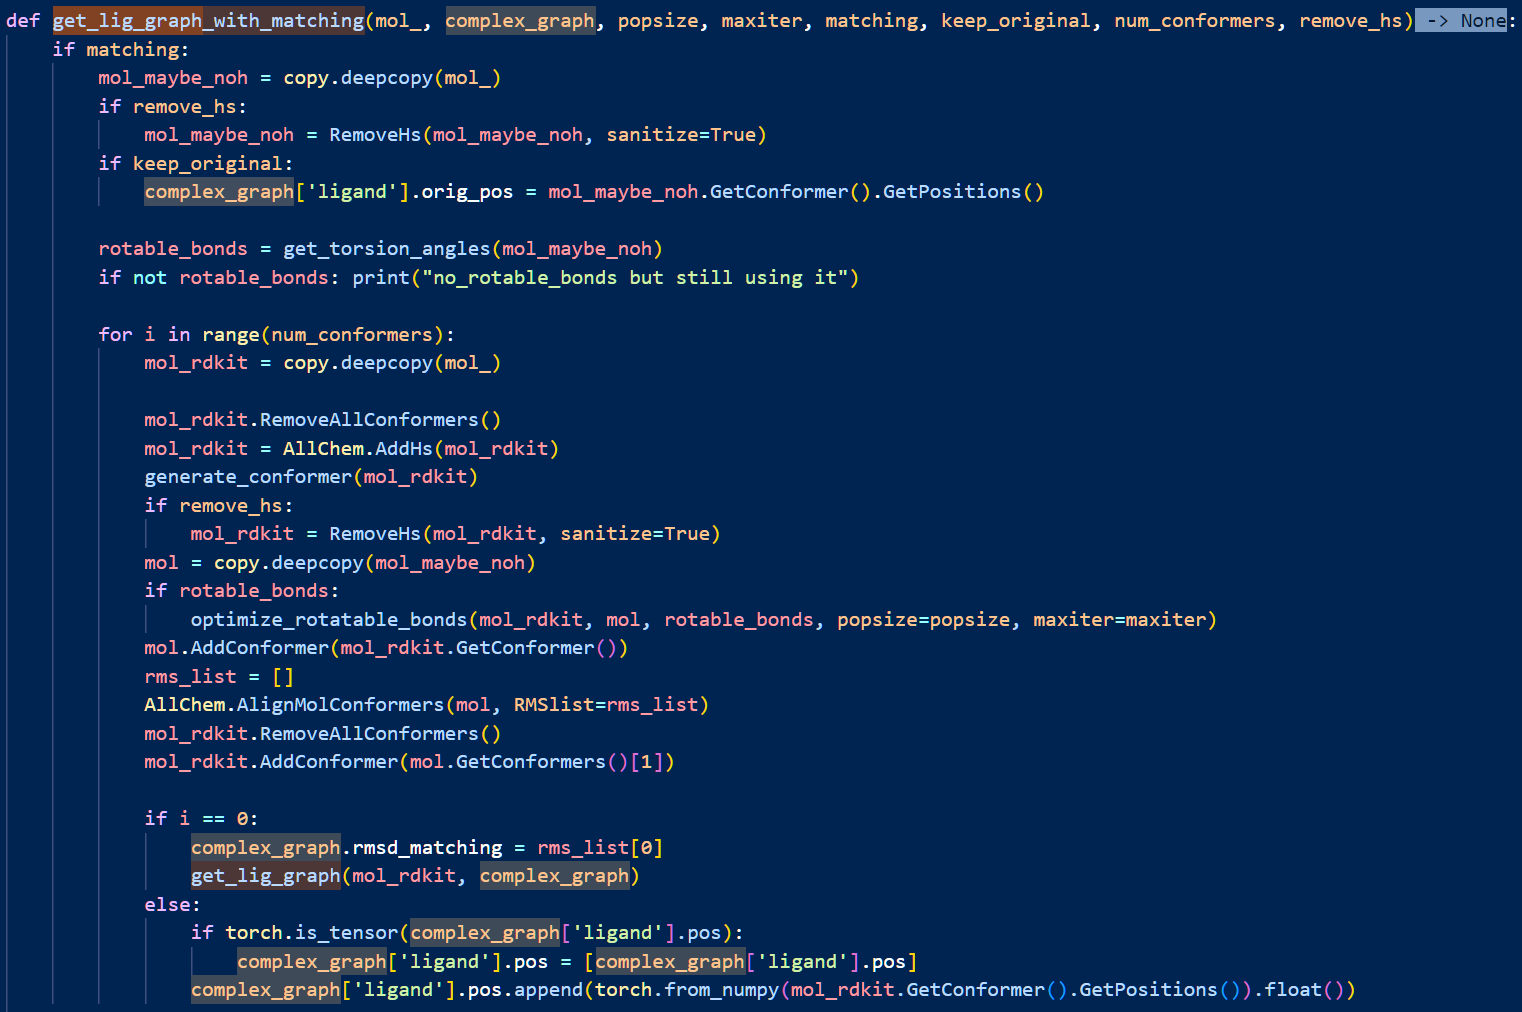 def get_lig_graph_with_matching(mol_, complex_graph, popsize, maxiter, matching, keep_original, num_conformers, remove_hs) -> None:
    if matching:
        mol_maybe_noh = copy.deepcopy(mol_)
        if remove_hs:
            mol_maybe_noh = RemoveHs(mol_maybe_noh, sanitize=True)
        if keep_original:
            complex_graph['ligand'].orig_pos = mol_maybe_noh.GetConformer().GetPositions()
        rotable_bonds = get_torsion_angles(mol_maybe_noh)
        if not rotable_bonds: print("no_rotable_bonds but still using it")
        for i in range(num_conformers):
            mol_rdkit = copy.deepcopy(mol_)
            mol_rdkit.RemoveAllConformers()
            mol_rdkit = AllChem.AddHs(mol_rdkit)
            generate_conformer(mol_rdkit)
            if remove_hs:
                mol_rdkit = RemoveHs(mol_rdkit, sanitize=True)
            mol = copy.deepcopy(mol_maybe_noh)
            if rotable_bonds:
                optimize_rotatable_bonds(mol_rdkit, mol, rotable_bonds, popsize=popsize, maxiter=maxiter)
            mol.AddConformer(mol_rdkit.GetConformer())
            rms_list = []
            AllChem.AlignMolConformers(mol, RMSlist=rms_list)
            mol_rdkit.RemoveAllConformers()
            mol_rdkit.AddConformer(mol.GetConformers()[1])
            if i == 0:
                complex_graph.rmsd_matching = rms_list[0]
                get_lig_graph(mol_rdkit, complex_graph)
            else:
                if torch.is_tensor(complex_graph['ligand'].pos):
                    complex_graph['ligand'].pos = [complex_graph['ligand'].pos]
                complex_graph['ligand'].pos.append(torch.from_numpy(mol_rdkit.GetConformer().GetPositions()).float())